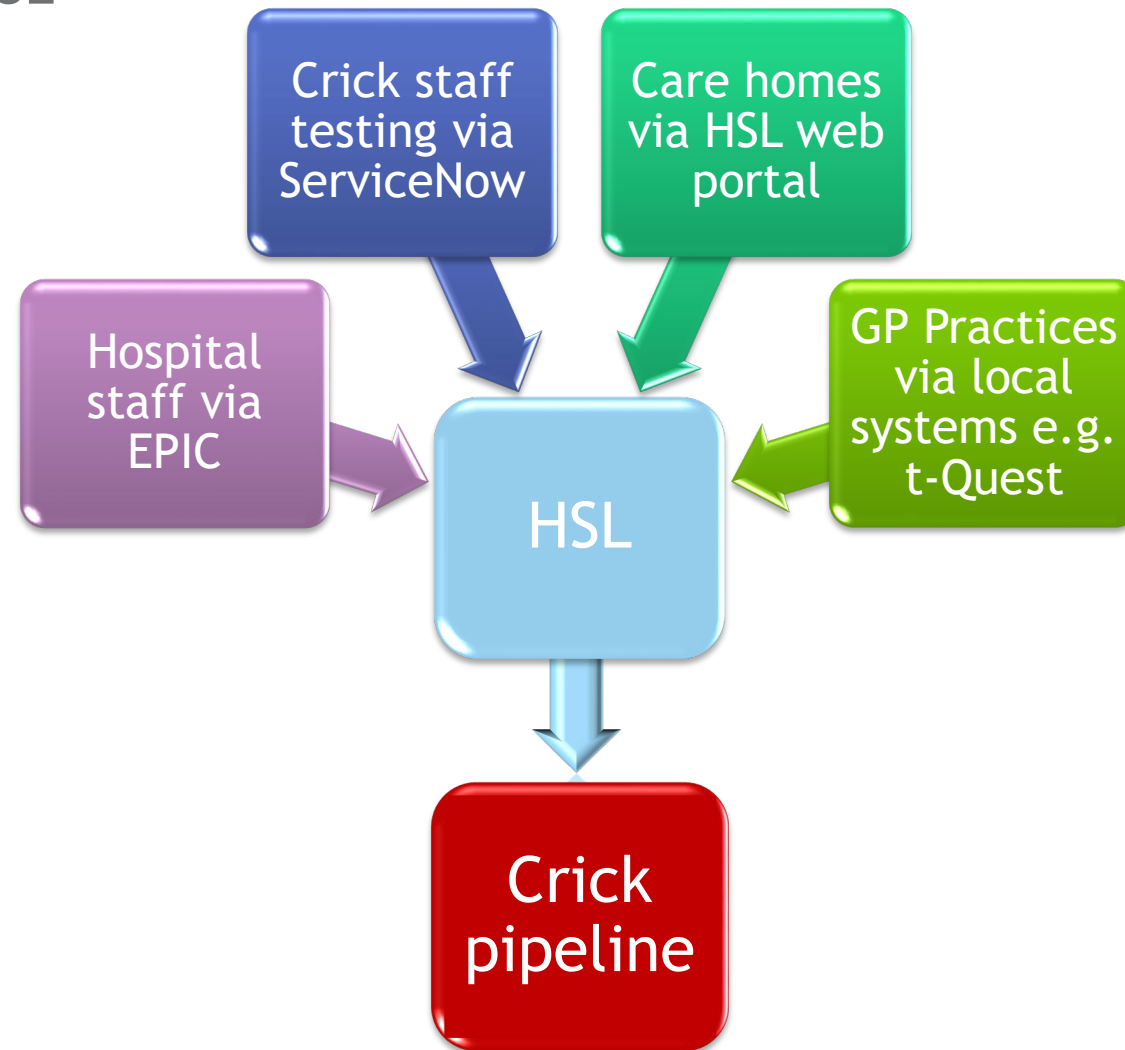 Crick staff
testing via
ServiceNow
Care homes
via HSL web
portal
Hospital
staff via
EPIC
GP Practices
via local
systems e.g.
t-Quest
HSL
Crick
pipeline